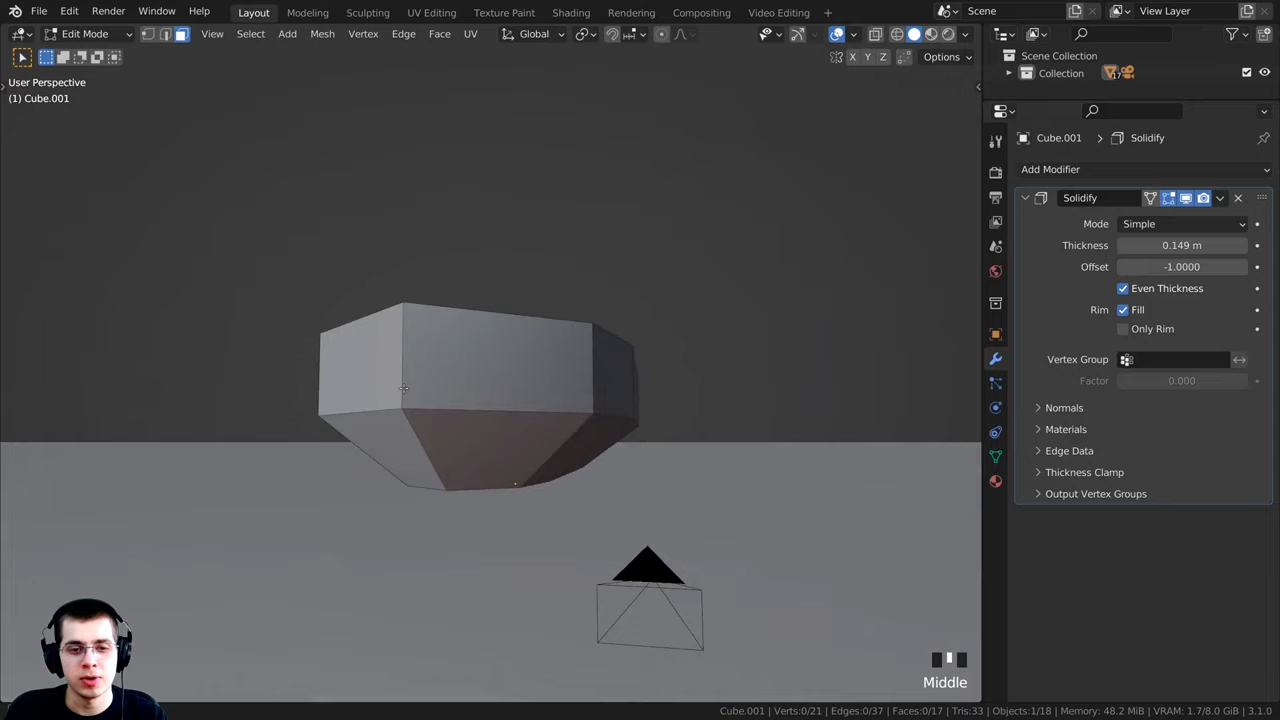 File Edit Render Window Help Layout Modeling Sculpting UV Editing Texture Paint Shading Rendering Compositing Video Editing + Scene View Layer
Edit Mode View Select Add Mesh Vertex Edge Face UV Global
X Y Z Options
User Perspective
(1) Cube.001
Scene Collection
Collection 17
Cube.001 > Solidify
Add Modifier
Solidify
Mode Simple
Thickness 0.149 m
Offset -1.0000
Even Thickness
Rim Fill
Only Rim
Vertex Group
Factor 0.000
Normals
Materials
Edge Data
Thickness Clamp
Output Vertex Groups
Middle
Cube.001 | Verts:0/21 | Edges:0/37 | Faces:0/17 | Tris:33 | Objects:1/18 | Memory: 48.2 MiB | VRAM: 1.7/8.0 GiB | 3.1.0